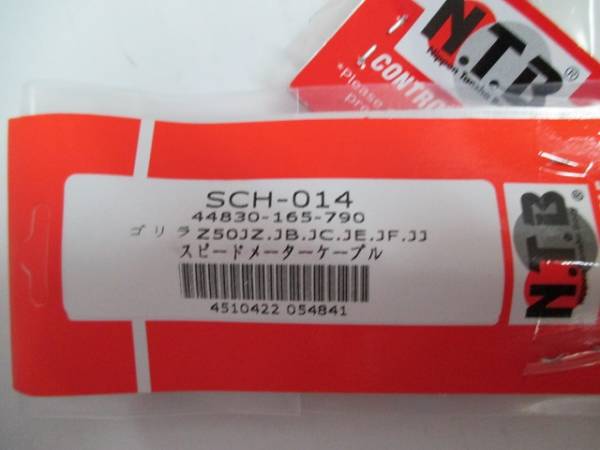 N.T.B®
CONTRO
*Please
SCH-014
44830-165-790
ゴリラZ50JZ.JB.JC.JE.JF.JJ
スピードメーターケーブル
4510422 054841
N.T.B®